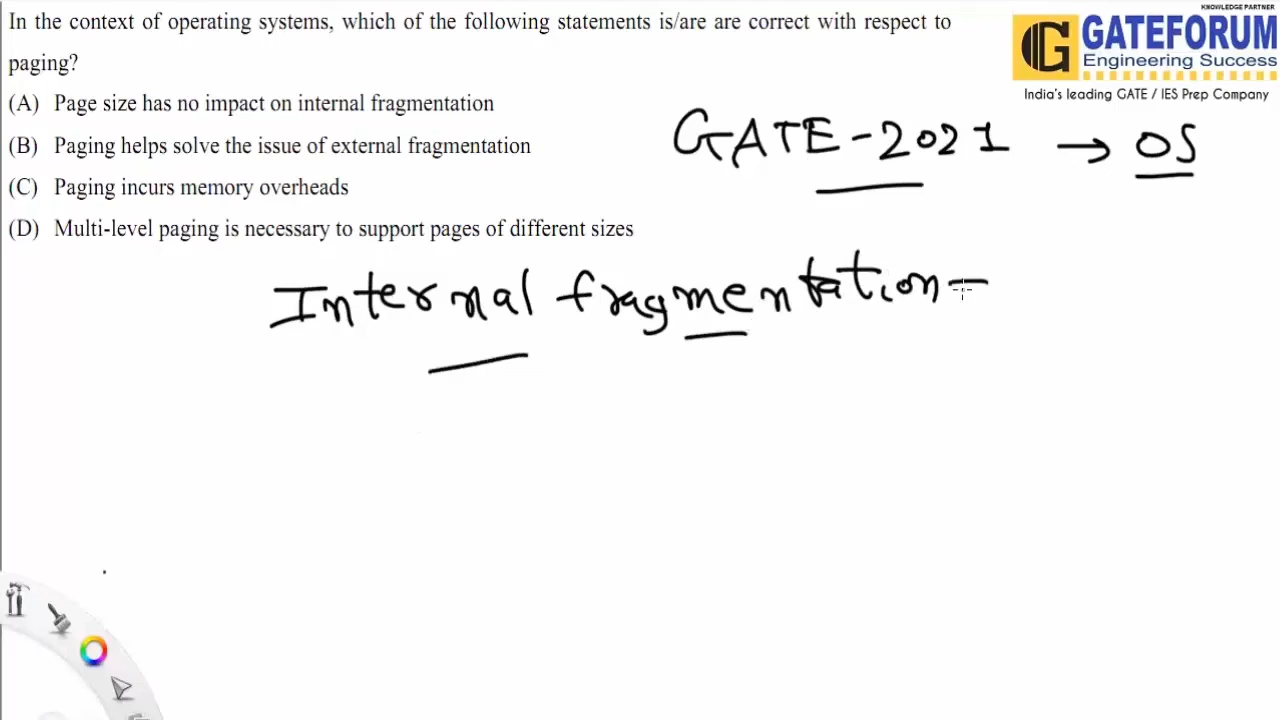 KNOWLEDGE PARTNER
In the context of operating systems, which of the following statements is/are are correct with respect to
paging?
GATEFORUM
Engineering Success
India's leading GATE / IES Prep Company
(A) Page size has no impact on internal fragmentation
(B) Paging helps solve the issue of external fragmentation
(C) Paging incurs memory overheads
(D) Multi-level paging is necessary to support pages of different sizes
GATE-2021 → OS
Internal fragmentation -